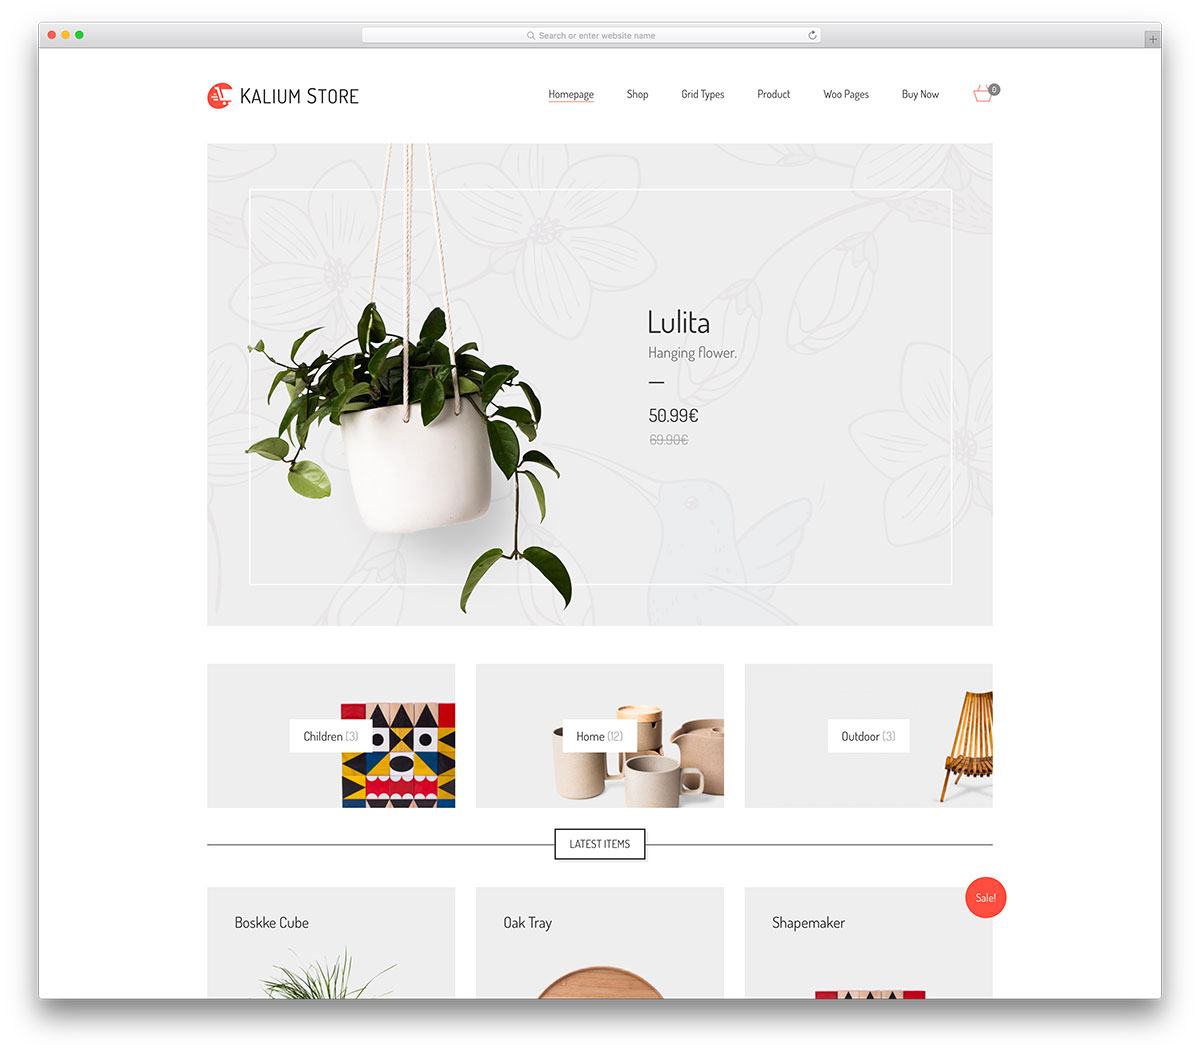 Search or enter website name
KALIUM STORE
Homepage Shop Grid Types Product Woo Pages Buy Now 0
Lulita
Hanging flower.
50.99€
69.90€
Children (3)
Home (12)
Outdoor (3)
LATEST ITEMS
Sale!
Boskke Cube
Oak Tray
Shapemaker